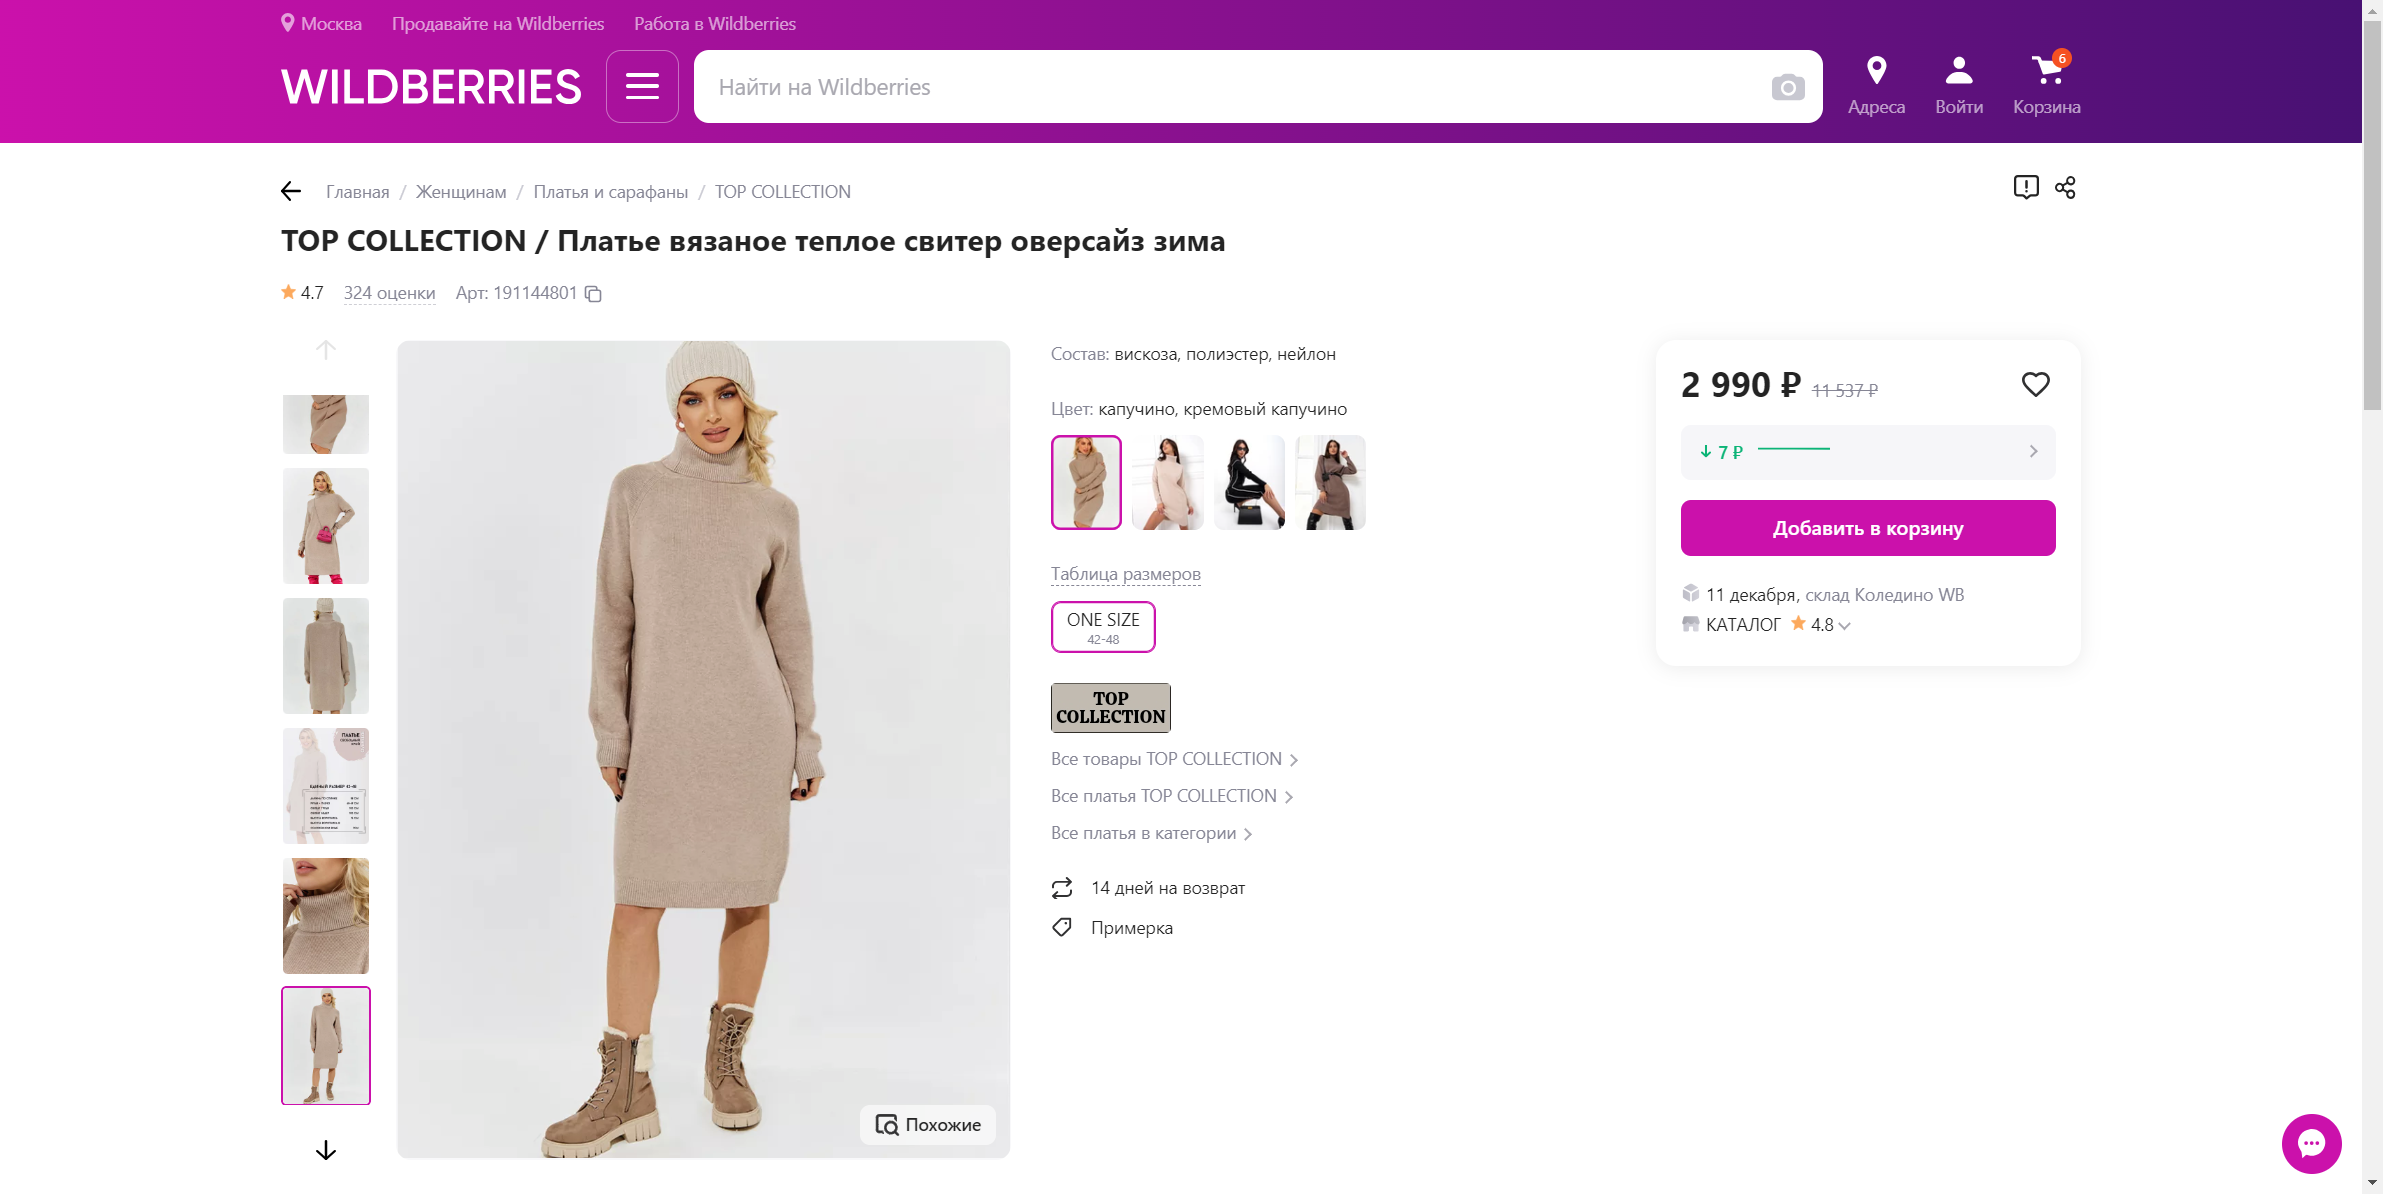 Москва Продавайте на Wildberries Работа в Wildberries
WILDBERRIES
Найти на Wildberries
Адреса Войти Корзина
6
Главная / Женщинам / Платья и сарафаны / TOP COLLECTION
TOP COLLECTION / Платье вязаное теплое свитер оверсайз зима
4.7 324 оценки Арт: 191144801
Состав: вискоза, полиэстер, нейлон
Цвет: капучино, кремовый капучино
Таблица размеров
ONE SIZE
42-48
TOP
COLLECTION
Все товары TOP COLLECTION
Все платья TOP COLLECTION
Все платья в категории
14 дней на возврат
Примерка
Похожие
2 990 ₽ 11 537 ₽
7 ₽
Добавить в корзину
11 декабря, склад Коледино WB
КАТАЛОГ 4.8
ПЛАТЬЕ